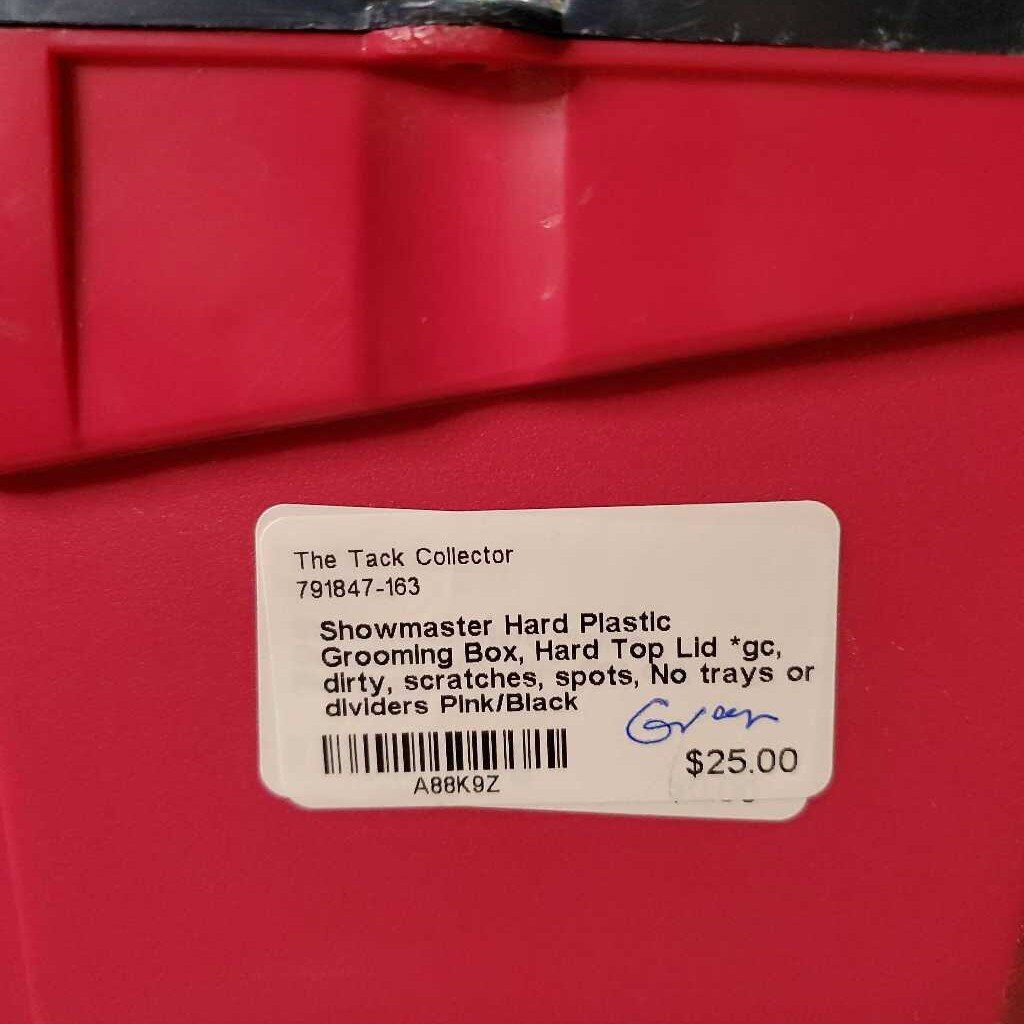 The Tack Collector
791847-163
Showmaster Hard Plastic
Grooming Box, Hard Top Lid *gc,
dirty, scratches, spots, No trays or
dividers Pink/Black
Green
$25.00
A88K9Z